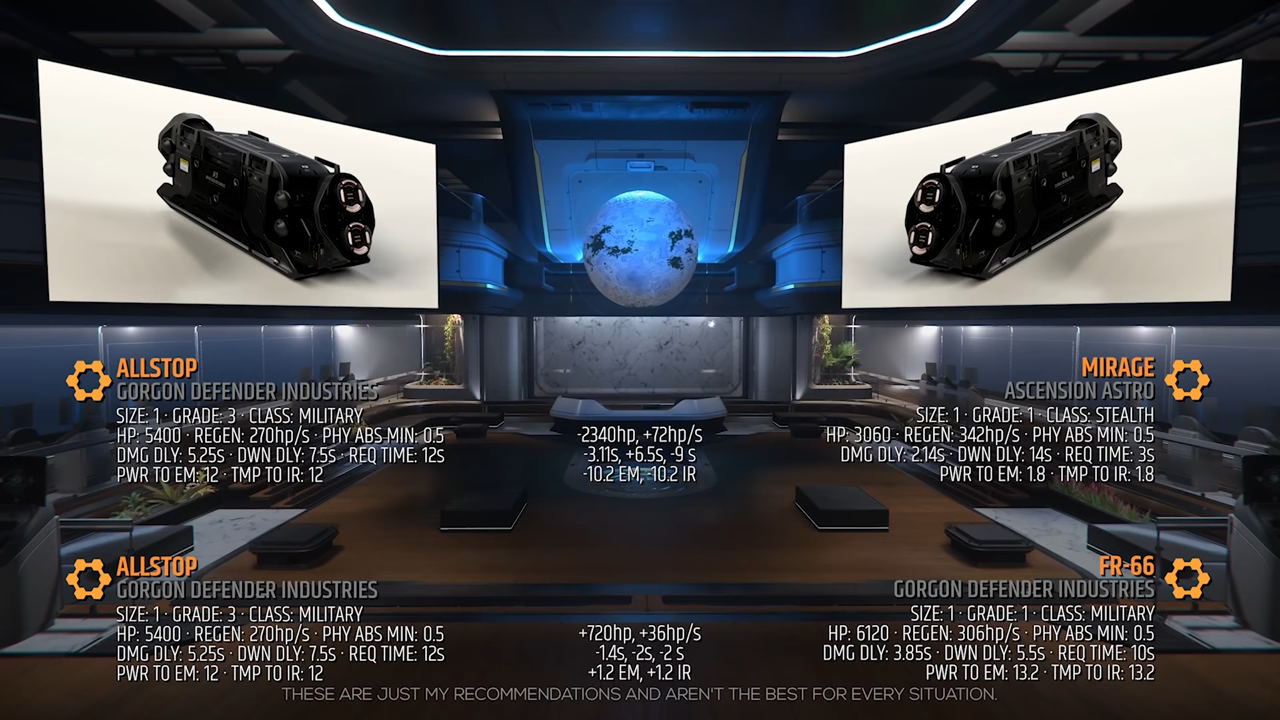 ALLSTOP
GORGON DEFENDER INDUSTRIES
SIZE: 1 · GRADE: 3 · CLASS: MILITARY
HP: 5400 · REGEN: 270hp/s · PHY ABS MIN: 0.5
DMG DLY: 5.25s · DWN DLY: 7.5s · REQ TIME: 12s
PWR TO EM: 12 · TMP TO IR: 12
-2340hp, +72hp/s
-3.11s, +6.5s, -9 s
-10.2 EM, -10.2 IR
MIRAGE
ASCENSION ASTRO
SIZE: 1 · GRADE: 1 · CLASS: STEALTH
HP: 3060 · REGEN: 342hp/s · PHY ABS MIN: 0.5
DMG DLY: 2.14s · DWN DLY: 14s · REQ TIME: 3s
PWR TO EM: 1.8 · TMP TO IR: 1.8
ALLSTOP
GORGON DEFENDER INDUSTRIES
SIZE: 1 · GRADE: 3 · CLASS: MILITARY
HP: 5400 · REGEN: 270hp/s · PHY ABS MIN: 0.5
DMG DLY: 5.25s · DWN DLY: 7.5s · REQ TIME: 12s
PWR TO EM: 12 · TMP TO IR: 12
+720hp, +36hp/s
-1.4s, -2s, -2 s
+1.2 EM, +1.2 IR
FR-66
GORGON DEFENDER INDUSTRIES
SIZE: 1 · GRADE: 1 · CLASS: MILITARY
HP: 6120 · REGEN: 306hp/s · PHY ABS MIN: 0.5
DMG DLY: 3.85s · DWN DLY: 5.5s · REQ TIME: 10s
PWR TO EM: 13.2 · TMP TO IR: 13.2
THESE ARE JUST MY RECOMMENDATIONS AND AREN'T THE BEST FOR EVERY SITUATION.